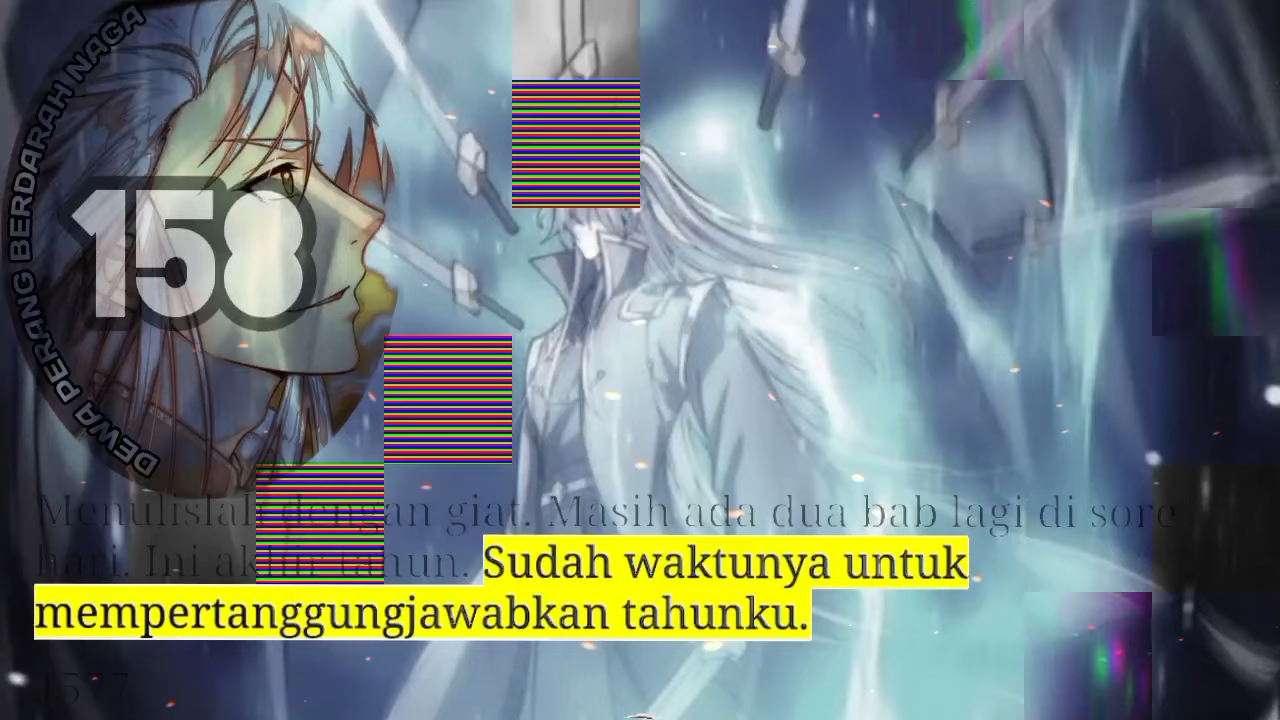 DEWA PERANG BERDARAH NAGA
158
Menulislah dengan giat. Masih ada dua bab lagi di sore
hari. Ini akhir tahun. Sudah waktunya untuk
mempertanggungjawabkan tahunku.